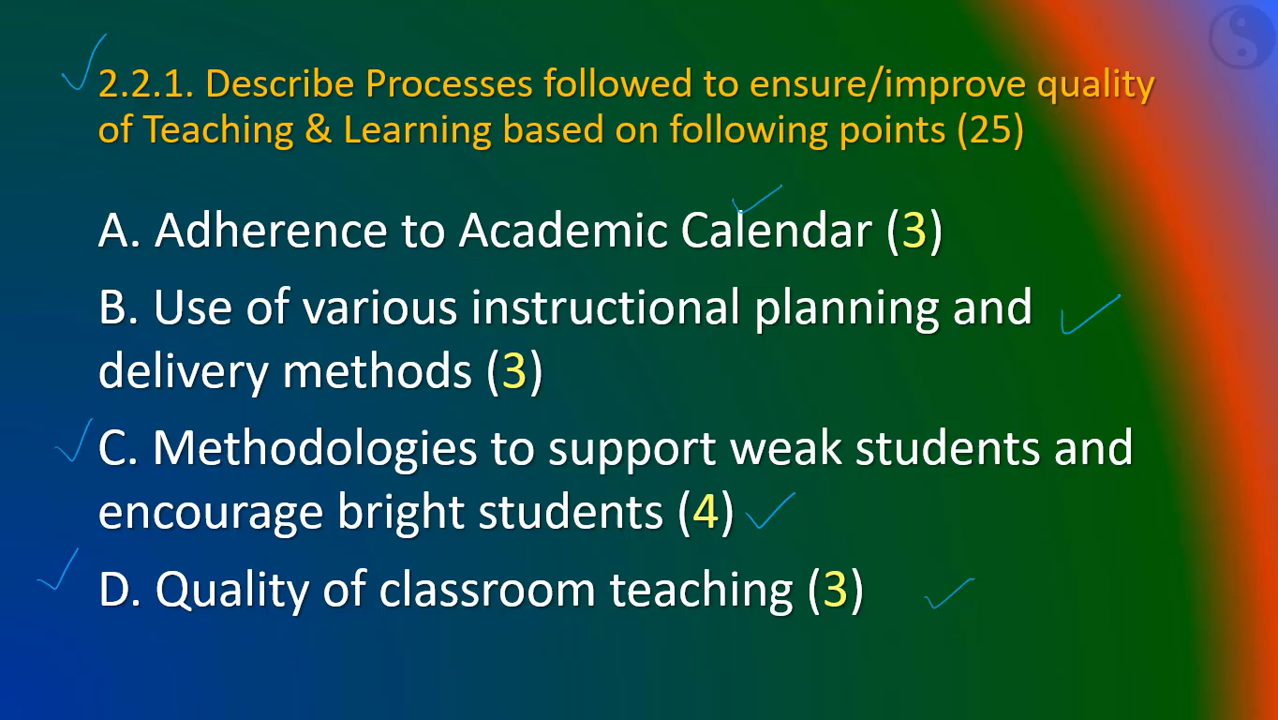 2.2.1. Describe Processes followed to ensure/improve quality
of Teaching & Learning based on following points (25)
A. Adherence to Academic Calendar (3)
B. Use of various instructional planning and
delivery methods (3)
C. Methodologies to support weak students and
encourage bright students (4)
D. Quality of classroom teaching (3)